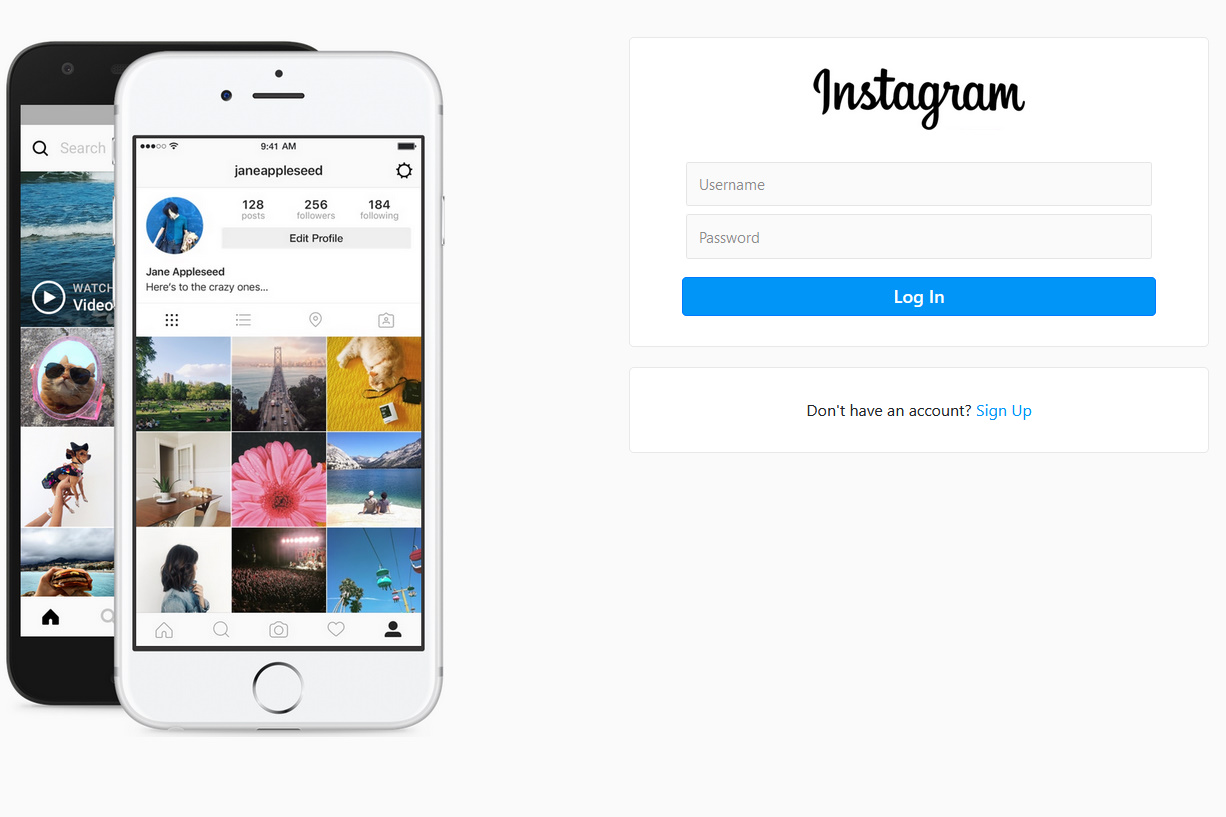 Search
WATCH
Video
9:41 AM
janeappleseed
128 256 184
posts followers following
Edit Profile
Jane Appleseed
Here's to the crazy ones...
Instagram
Username
Password
Log In
Don't have an account? Sign Up